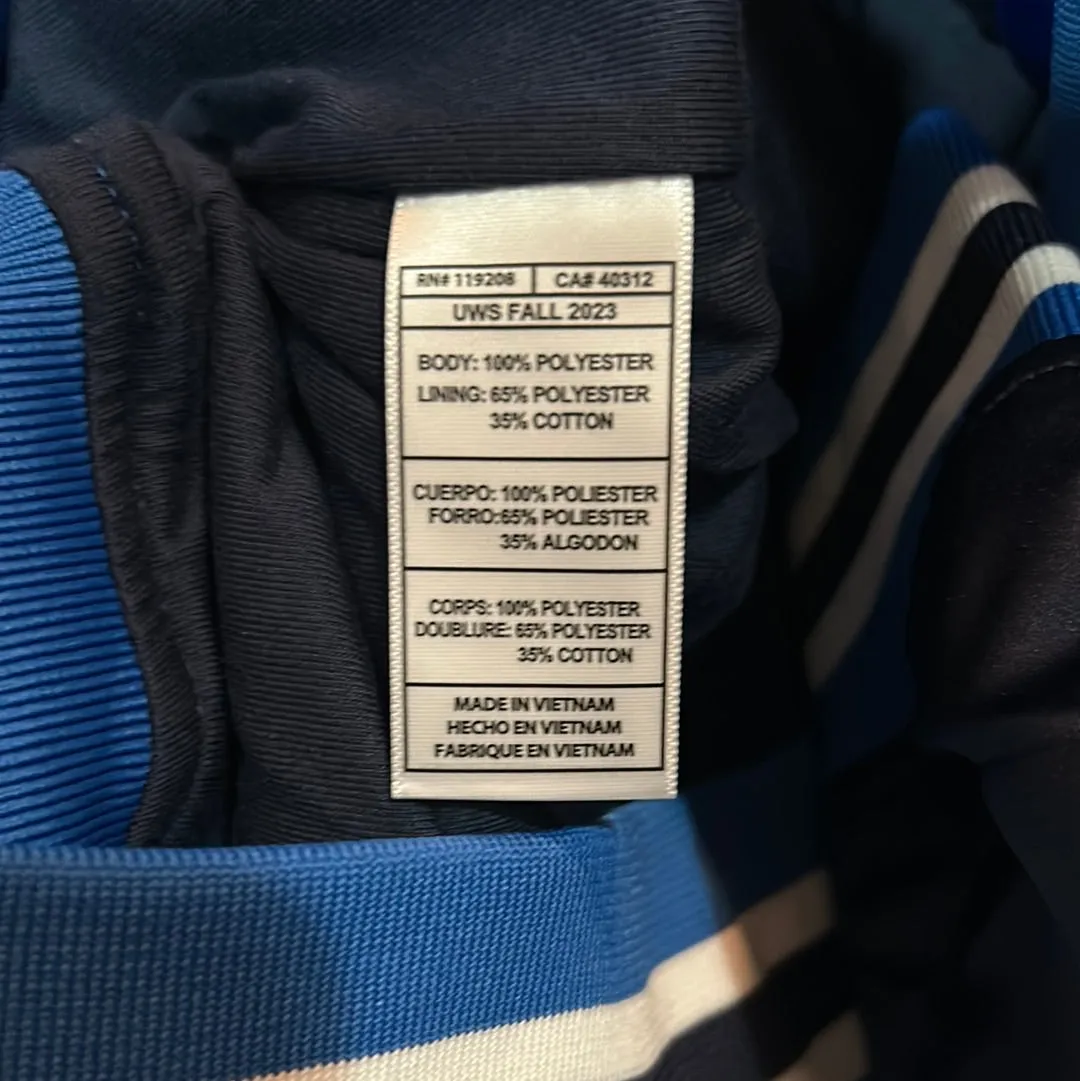 RN# 119208 CA# 40312
UWS FALL 2023
BODY: 100% POLYESTER
LINING: 65% POLYESTER
35% COTTON
CUERPO: 100% POLIESTER
FORRO:65% POLIESTER
35% ALGODON
CORPS: 100% POLYESTER
DOUBLURE: 65% POLYESTER
35% COTTON
MADE IN VIETNAM
HECHO EN VIETNAM
FABRIQUE EN VIETNAM